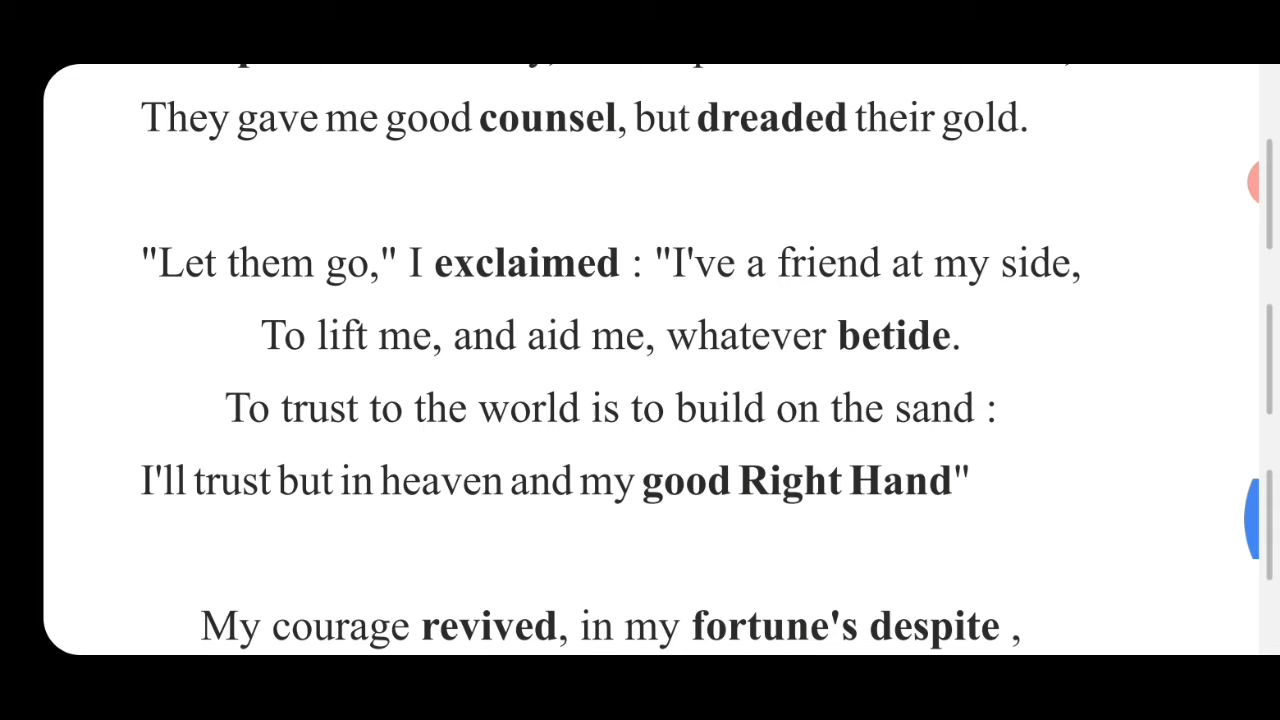 They gave me good counsel, but dreaded their gold.
"Let them go," I exclaimed : "I've a friend at my side,
To lift me, and aid me, whatever betide.
To trust to the world is to build on the sand :
I'll trust but in heaven and my good Right Hand"
My courage revived, in my fortune's despite ,